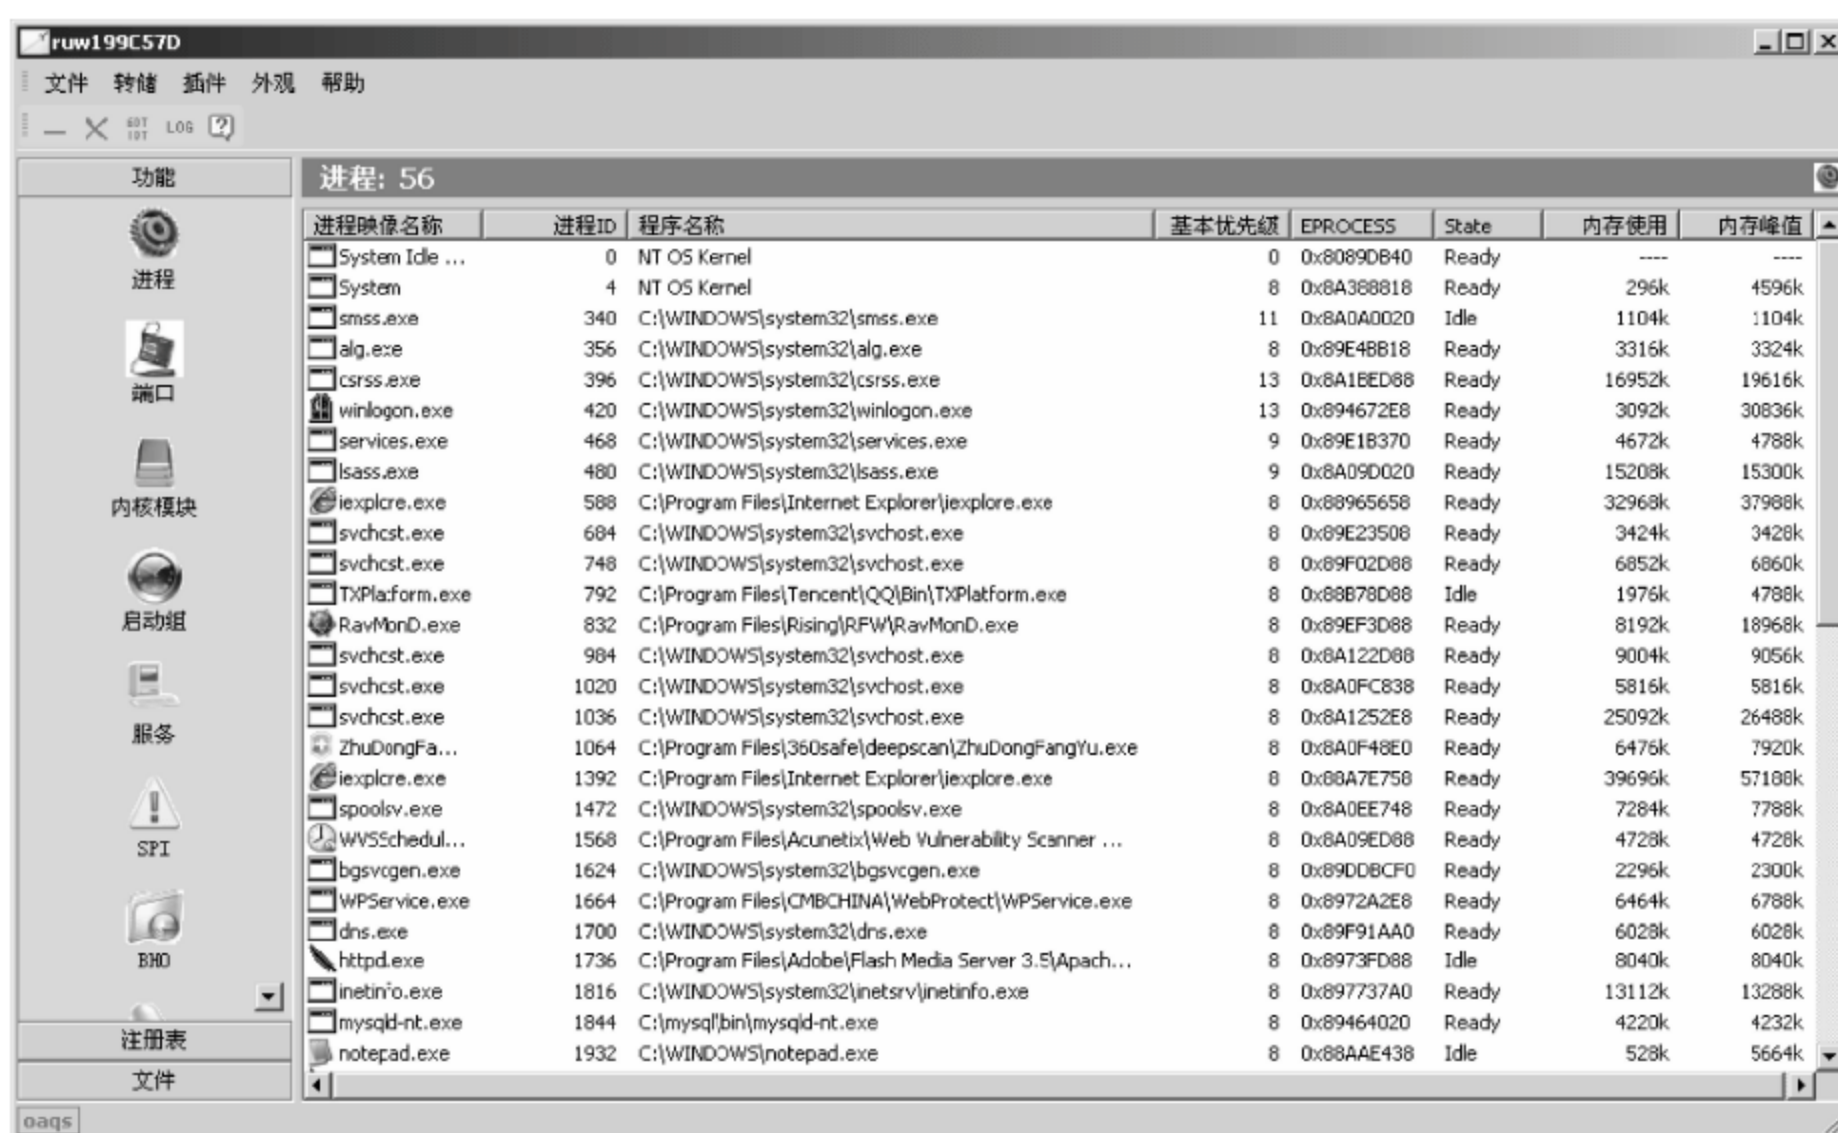 ruw199C57D
文件 转储 插件 外观 帮助
GDT IDT LOG
功能
进程: 56
进程映像名称 进程ID 程序名称 基本优先级 EPROCESS State 内存使用 内存峰值
System Idle ... 0 NT OS Kernel 0 0x8089DB40 Ready ---- ----
System 4 NT OS Kernel 8 0x8A388818 Ready 296k 4596k
smss.exe 340 C:\WINDOWS\system32\smss.exe 11 0x8A0A0020 Idle 1104k 1104k
alg.exe 356 C:\WINDOWS\system32\alg.exe 8 0x89E4BB18 Ready 3316k 3324k
csrss.exe 396 C:\WINDOWS\system32\csrss.exe 13 0x8A1BED88 Ready 16952k 19616k
winlogon.exe 420 C:\WINDOWS\system32\winlogon.exe 13 0x894672E8 Ready 3092k 30836k
services.exe 468 C:\WINDOWS\system32\services.exe 9 0x89E1B370 Ready 4672k 4788k
lsass.exe 480 C:\WINDOWS\system32\lsass.exe 9 0x8A09D020 Ready 15208k 15300k
iexplore.exe 588 C:\Program Files\Internet Explorer\iexplore.exe 8 0x88965658 Ready 32968k 37988k
svchost.exe 684 C:\WINDOWS\system32\svchost.exe 8 0x89E23508 Ready 3424k 3428k
svchost.exe 748 C:\WINDOWS\system32\svchost.exe 8 0x89F02D88 Ready 6852k 6860k
TXPlatform.exe 792 C:\Program Files\Tencent\QQ\Bin\TXPlatform.exe 8 0x88B78D88 Idle 1976k 4788k
RavMonD.exe 832 C:\Program Files\Rising\RFW\RavMonD.exe 8 0x89EF3D88 Ready 8192k 18968k
svchost.exe 984 C:\WINDOWS\system32\svchost.exe 8 0x8A122D88 Ready 9004k 9056k
svchost.exe 1020 C:\WINDOWS\system32\svchost.exe 8 0x8A0FC838 Ready 5816k 5816k
svchost.exe 1036 C:\WINDOWS\system32\svchost.exe 8 0x8A1252E8 Ready 25092k 26488k
ZhuDongFa... 1064 C:\Program Files\360safe\deepscan\ZhuDongFangYu.exe 8 0x8A0F48E0 Ready 6476k 7920k
iexplore.exe 1392 C:\Program Files\Internet Explorer\iexplore.exe 8 0x88A7E758 Ready 39696k 57188k
spoolsv.exe 1472 C:\WINDOWS\system32\spoolsv.exe 8 0x8A0EE748 Ready 7284k 7788k
WVSSchedul... 1568 C:\Program Files\Acunetix\Web Vulnerability Scanner ... 8 0x8A09ED88 Ready 4728k 4728k
bgsvcgen.exe 1624 C:\WINDOWS\system32\bgsvcgen.exe 8 0x89DDBCF0 Ready 2296k 2300k
WPService.exe 1664 C:\Program Files\CMBCHINA\WebProtect\WPService.exe 8 0x8972A2E8 Ready 6464k 6788k
dns.exe 1700 C:\WINDOWS\system32\dns.exe 8 0x89F91AA0 Ready 6028k 6028k
httpd.exe 1736 C:\Program Files\Adobe\Flash Media Server 3.5\Apach... 8 0x8973FD88 Idle 8040k 8040k
inetinfo.exe 1816 C:\WINDOWS\system32\inetsrv\inetinfo.exe 8 0x897737A0 Ready 13112k 13288k
mysqld-nt.exe 1844 C:\mysql\bin\mysqld-nt.exe 8 0x89464020 Ready 4220k 4232k
notepad.exe 1932 C:\WINDOWS\notepad.exe 8 0x88AAE438 Idle 528k 5664k
进程
端口
内核模块
启动组
服务
SPI
BHO
注册表
文件
oaqs